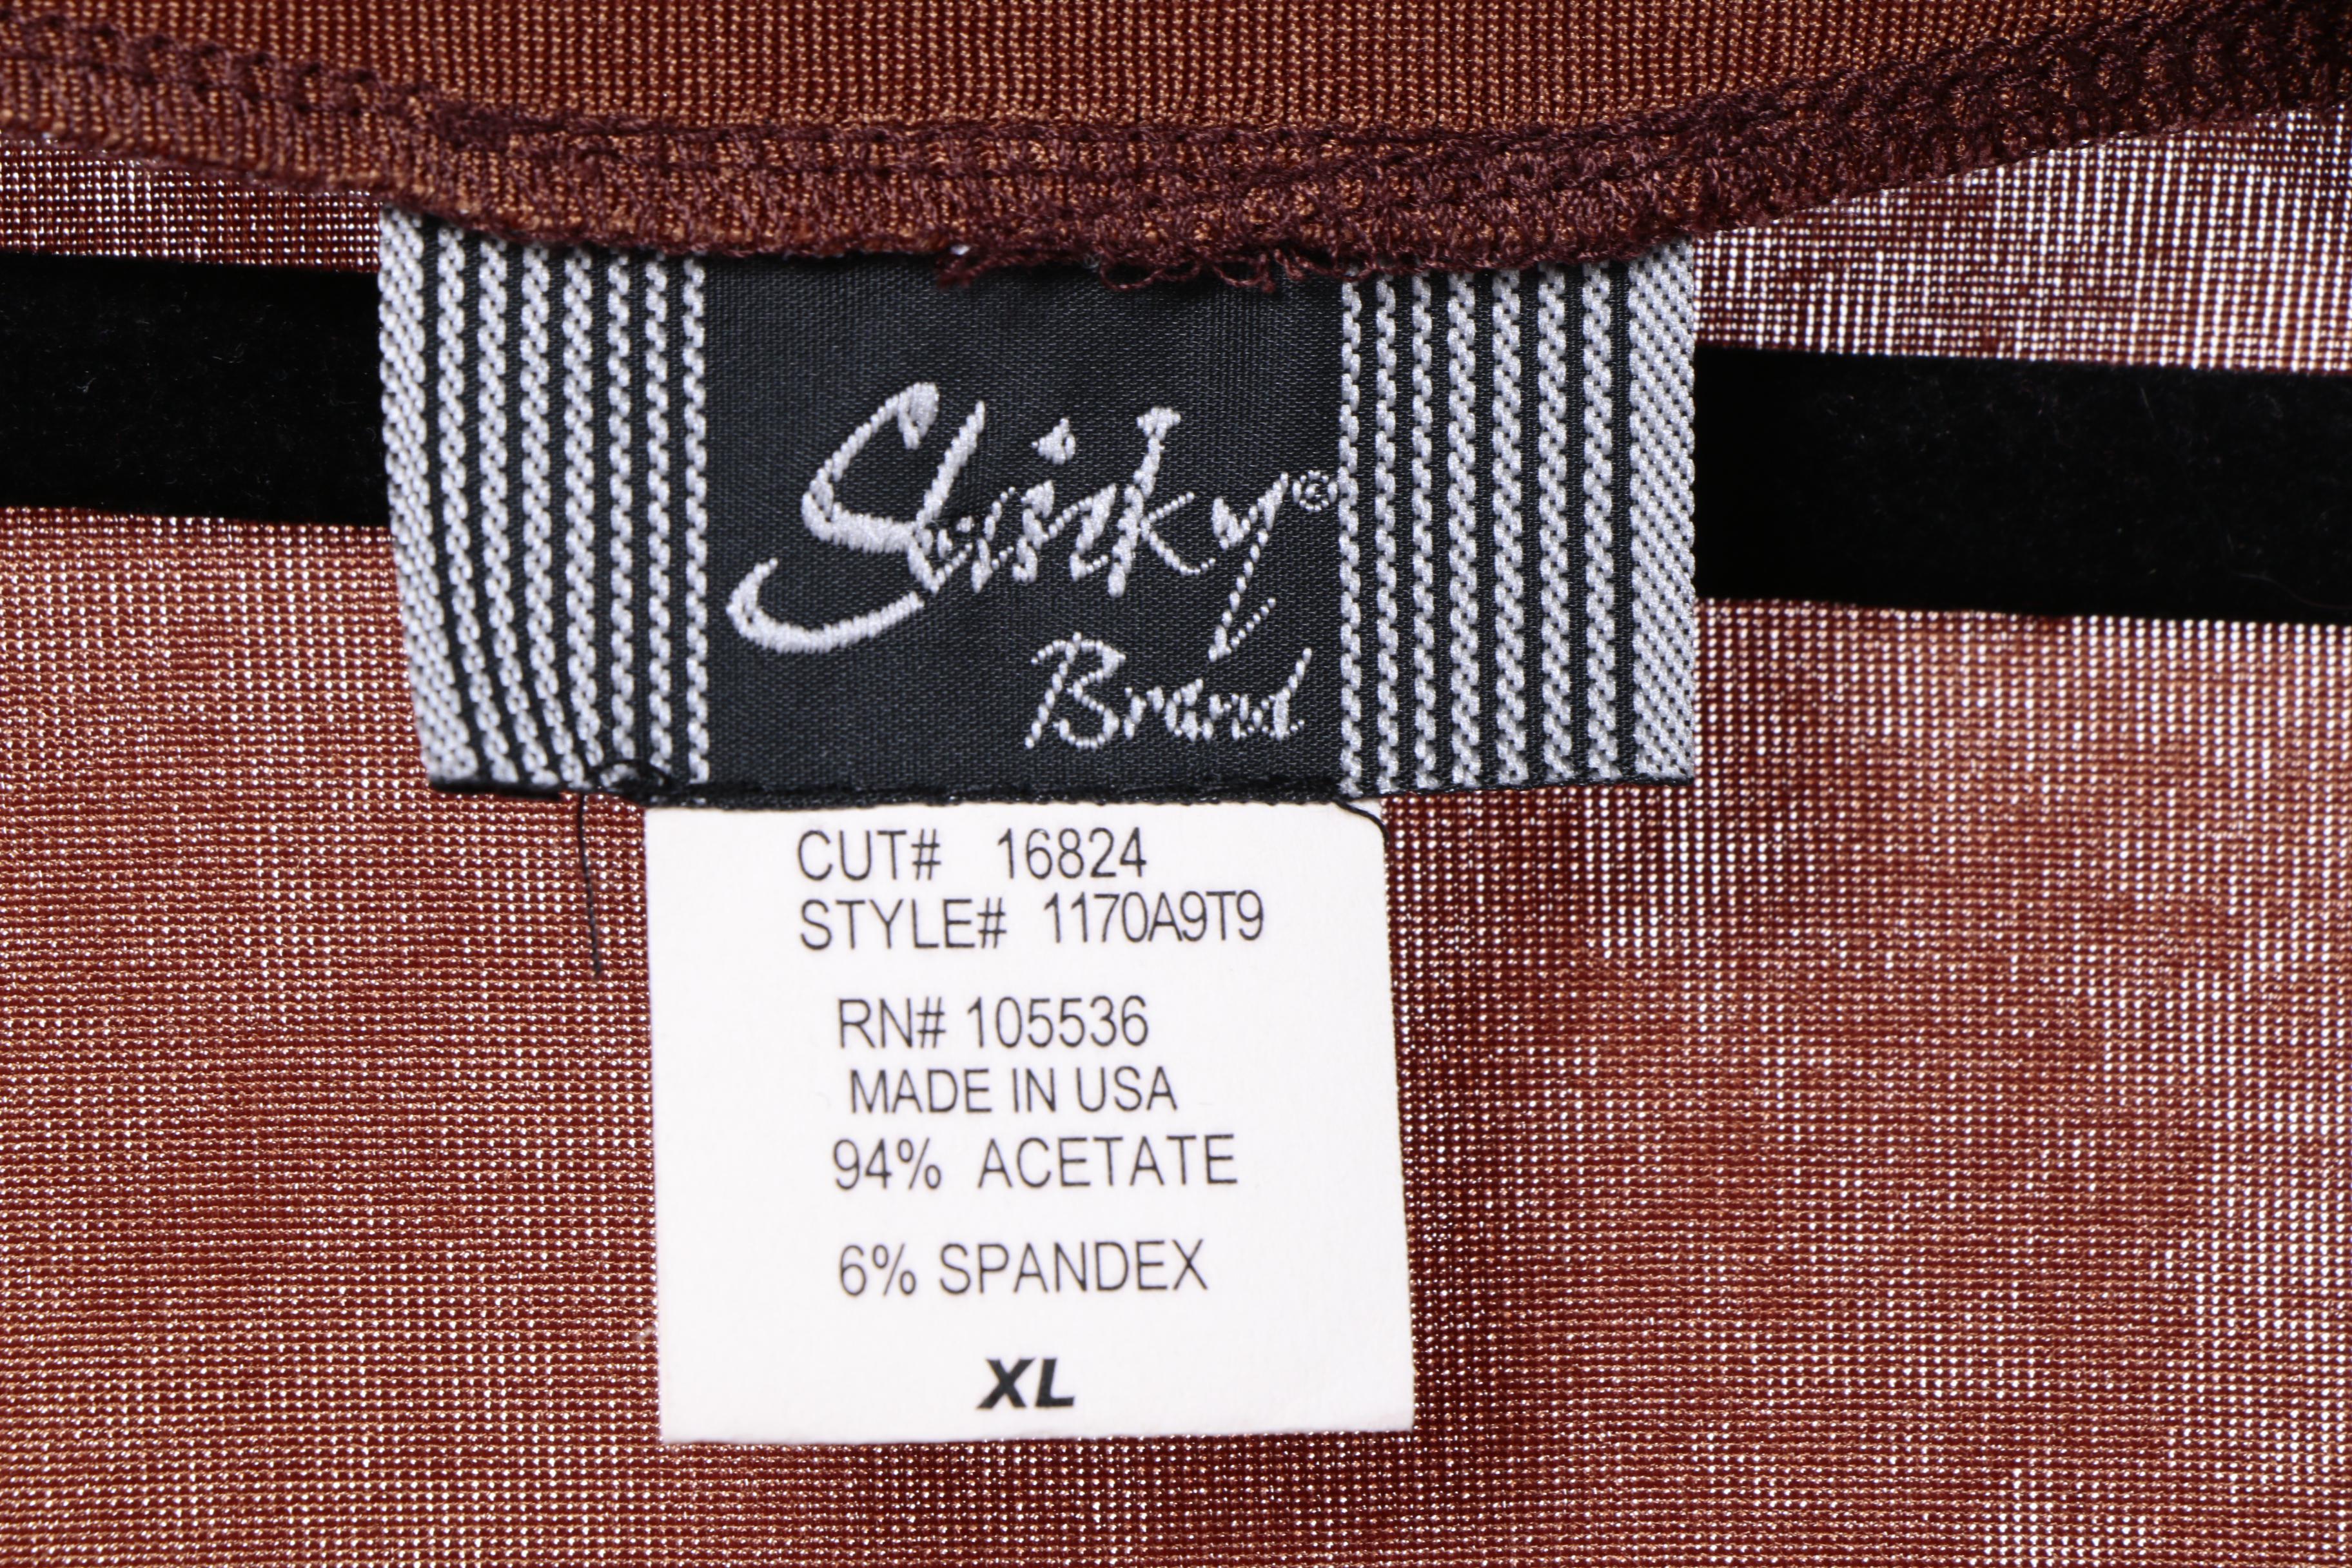 Slinky®
Brand
CUT# 16824
STYLE# 1170A9T9
RN# 105536
MADE IN USA
94% ACETATE
6% SPANDEX
XL